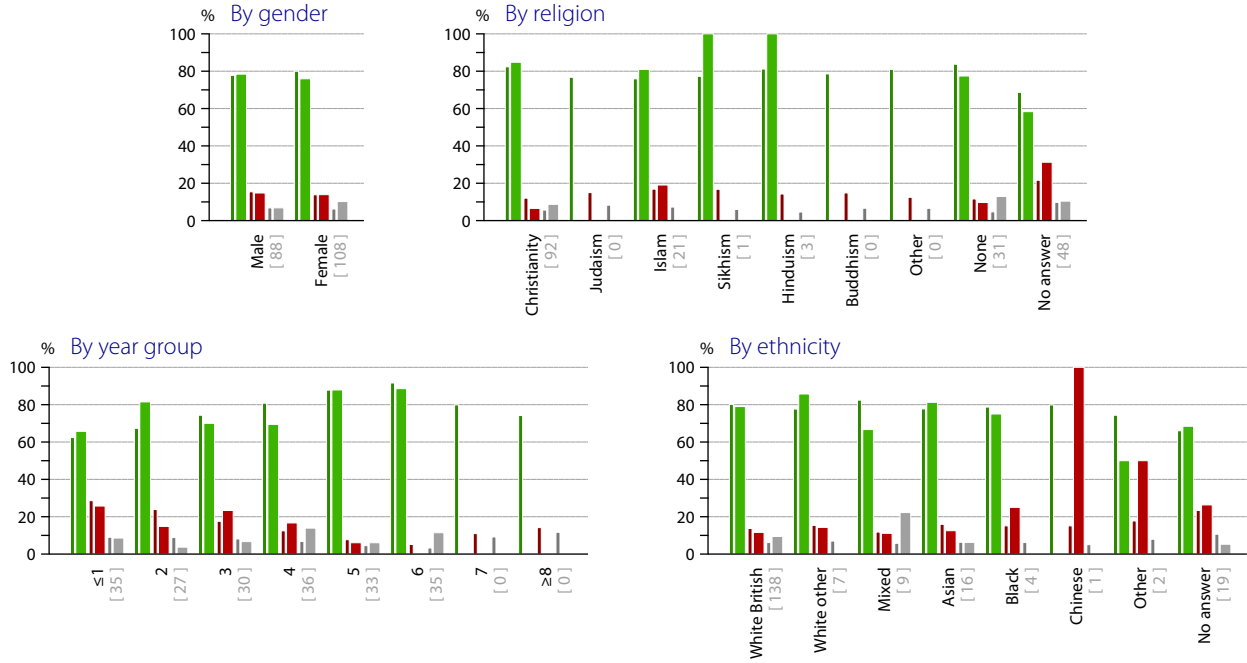 % By gender
100
80
60
40
20
0
Male
[ 88 ]
Female
[ 108 ]
% By religion
100
80
60
40
20
0
Christianity
[ 92 ]
Judaism
[ 0 ]
Islam
[ 21 ]
Sikhism
[ 1 ]
Hinduism
[ 3 ]
Buddhism
[ 0 ]
Other
[ 0 ]
None
[ 31 ]
No answer
[ 48 ]
% By year group
100
80
60
40
20
0
≤1
[ 35 ]
2
[ 27 ]
3
[ 30 ]
4
[ 36 ]
5
[ 33 ]
6
[ 35 ]
7
[ 0 ]
≥8
[ 0 ]
% By ethnicity
100
80
60
40
20
0
White British
[ 138 ]
White other
[ 7 ]
Mixed
[ 9 ]
Asian
[ 16 ]
Black
[ 4 ]
Chinese
[ 1 ]
Other
[ 2 ]
No answer
[ 19 ]